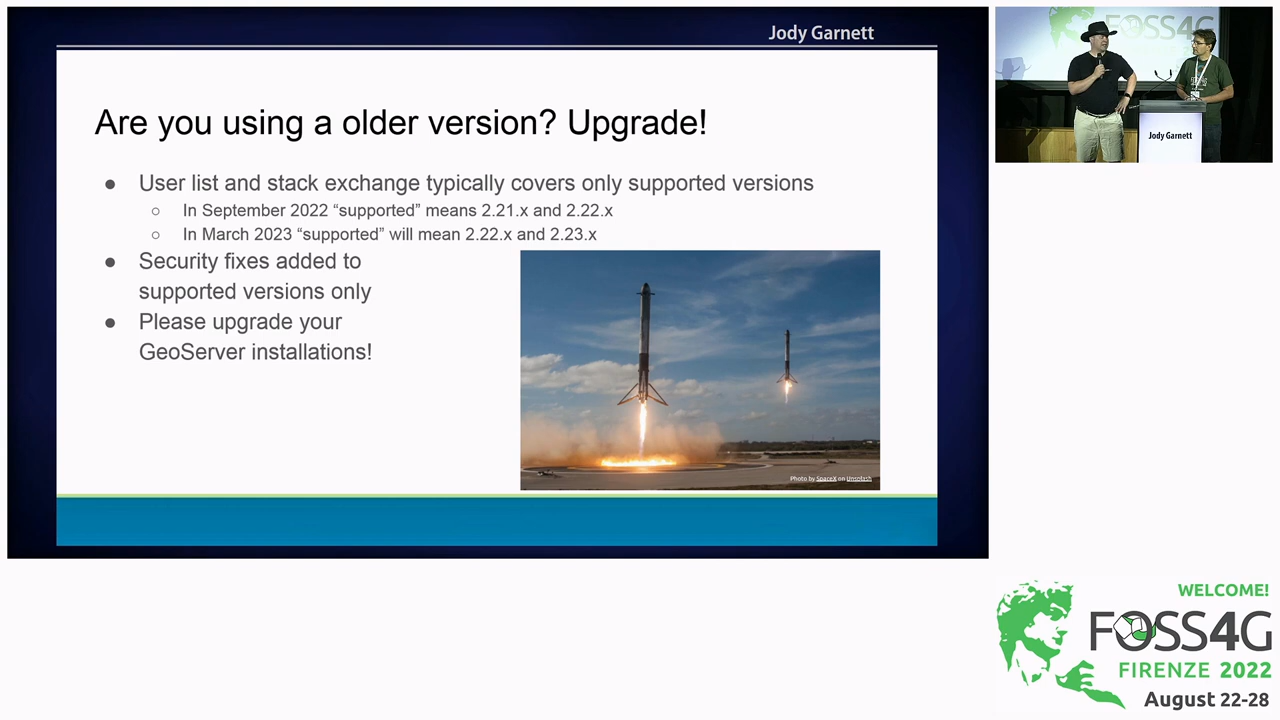 Jody Garnett
Are you using a older version? Upgrade!
● User list and stack exchange typically covers only supported versions
○ In September 2022 “supported” means 2.21.x and 2.22.x
○ In March 2023 “supported” will mean 2.22.x and 2.23.x
● Security fixes added to
supported versions only
● Please upgrade your
GeoServer installations!
Photo by SpaceX on Unsplash
FOSS4G
Jody Garnett
WELCOME!
FOSS4G
FIRENZE 2022
August 22-28